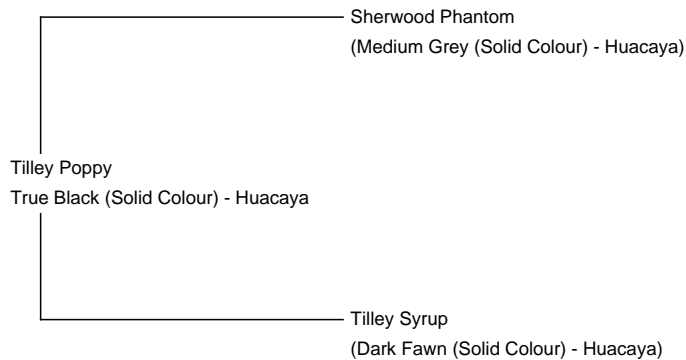 Sherwood Phantom
(Medium Grey (Solid Colour) - Huacaya)
Tilley Poppy
True Black (Solid Colour) - Huacaya
Tilley Syrup
(Dark Fawn (Solid Colour) - Huacaya)